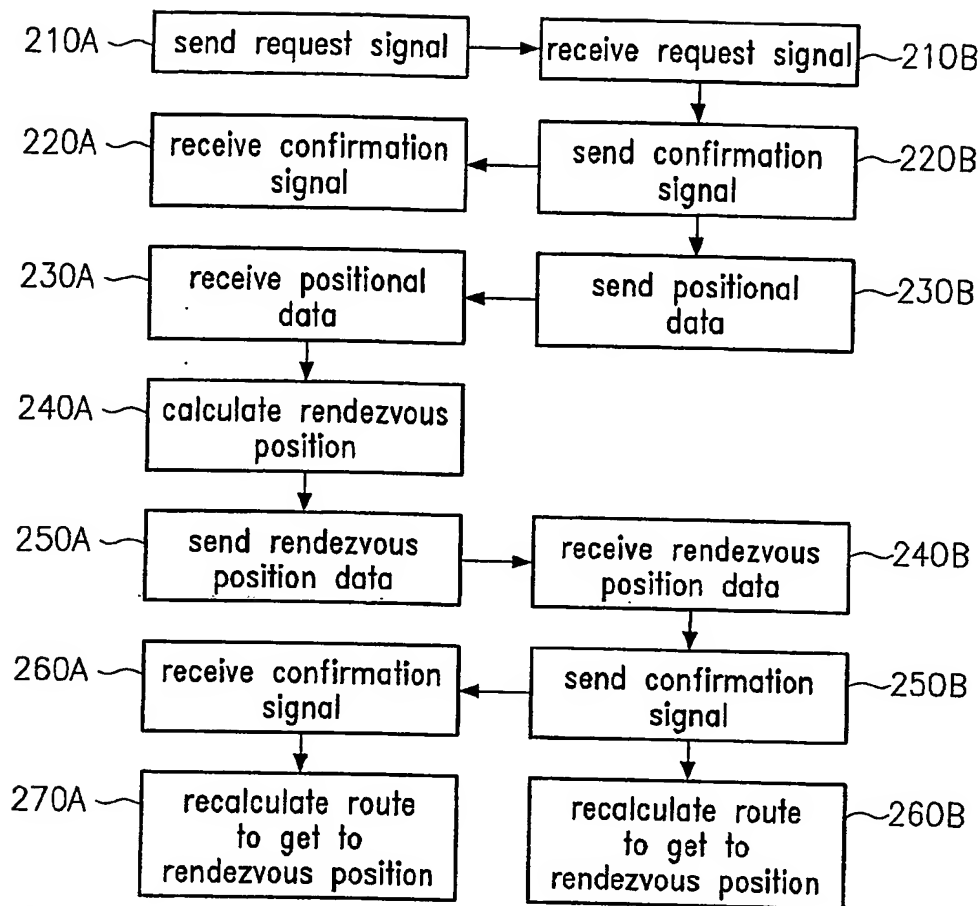 210A
send request signal
receive request signal
210B
220A
receive confirmation
signal
send confirmation
signal
220B
230A
receive positional
data
send positional
data
230B
240A
calculate rendezvous
position
250A
send rendezvous
position data
receive rendezvous
position data
240B
260A
receive confirmation
signal
send confirmation
signal
250B
270A
recalculate route
to get to
rendezvous position
recalculate route
to get to
rendezvous position
260B